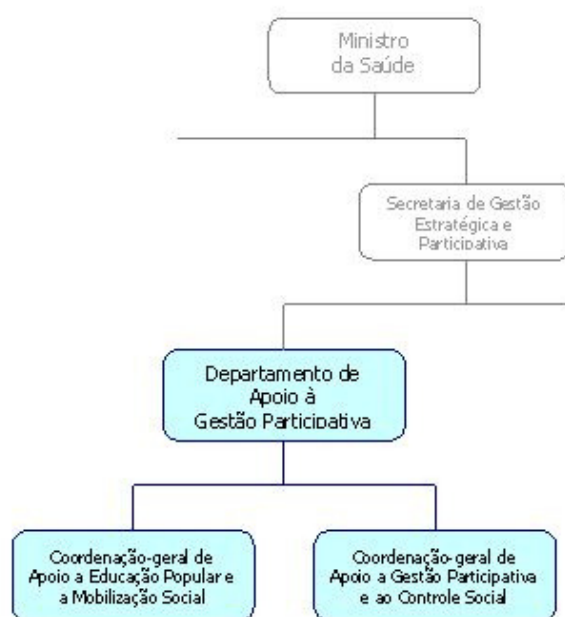 Ministro
da Saúde
Secretaria de Gestão
Estratégica e
Participativa
Departamento de
Apoio à
Gestão Participativa
Coordenação-geral de
Apoio a Educação Popular e
a Mobilização Social
Coordenação-geral de
Apoio a Gestão Participativa
e ao Controle Social